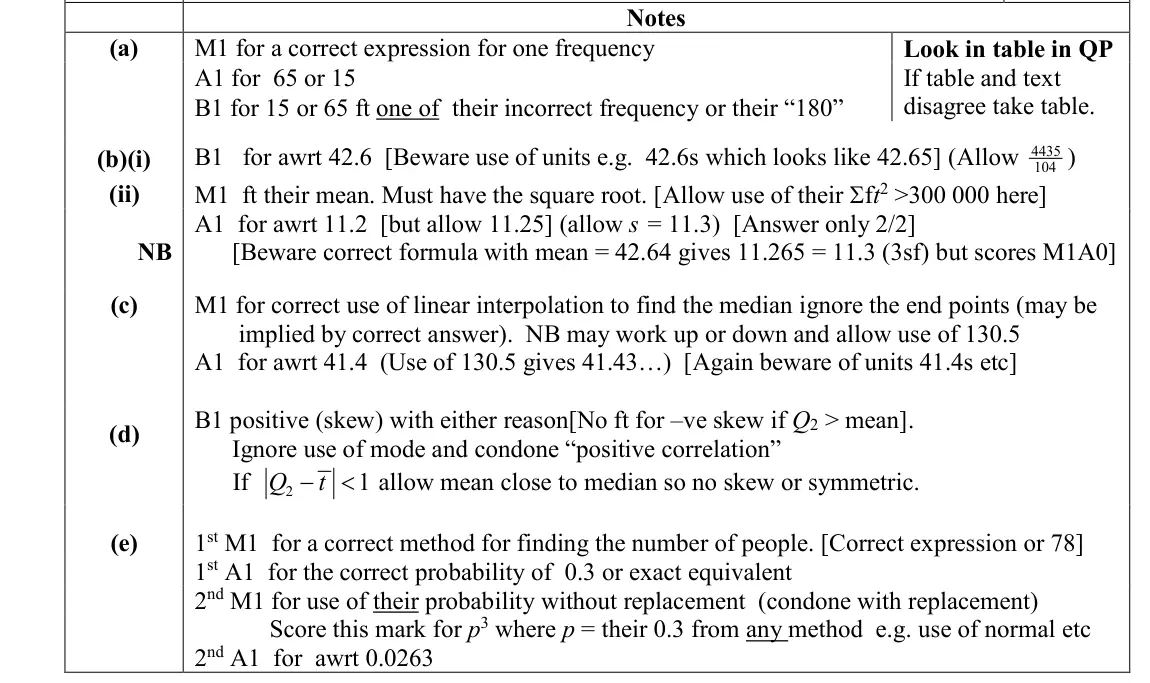 Notes
(a) M1 for a correct expression for one frequency
A1 for 65 or 15
B1 for 15 or 65 ft one of their incorrect frequency or their “180”
Look in table in QP
If table and text
disagree take table.
(b)(i) B1 for awrt 42.6 [Beware use of units e.g. 42.6s which looks like 42.65] (Allow 4435/104 )
(ii) M1 ft their mean. Must have the square root. [Allow use of their Σft² >300 000 here]
A1 for awrt 11.2 [but allow 11.25] (allow s = 11.3) [Answer only 2/2]
NB [Beware correct formula with mean = 42.64 gives 11.265 = 11.3 (3sf) but scores M1A0]
(c) M1 for correct use of linear interpolation to find the median ignore the end points (may be
implied by correct answer). NB may work up or down and allow use of 130.5
A1 for awrt 41.4 (Use of 130.5 gives 41.43…) [Again beware of units 41.4s etc]
(d) B1 positive (skew) with either reason[No ft for –ve skew if Q₂ > mean].
Ignore use of mode and condone “positive correlation”
If |Q₂ − t̅| <1 allow mean close to median so no skew or symmetric.
(e) 1st M1 for a correct method for finding the number of people. [Correct expression or 78]
1st A1 for the correct probability of 0.3 or exact equivalent
2nd M1 for use of their probability without replacement (condone with replacement)
Score this mark for p³ where p = their 0.3 from any method e.g. use of normal etc
2nd A1 for awrt 0.0263